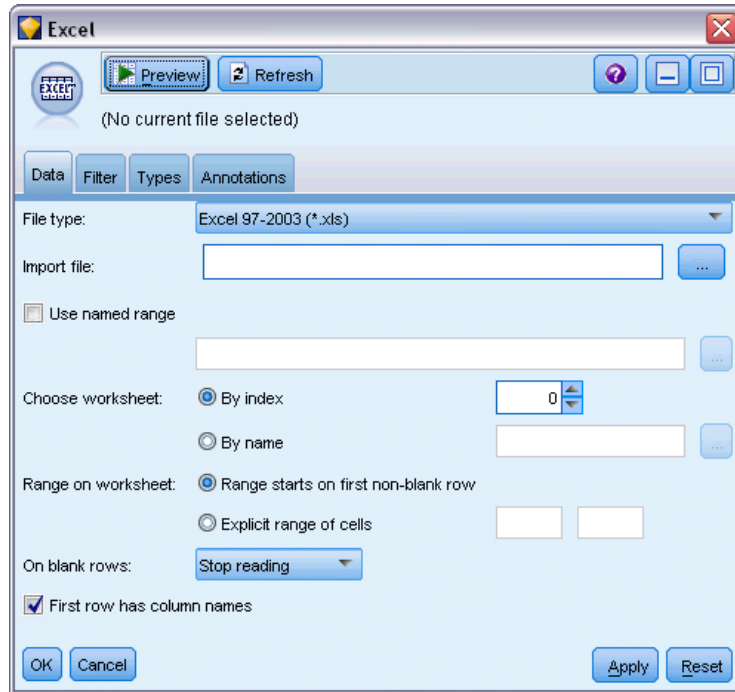 Excel
EXCEL
Preview Refresh
(No current file selected)
Data Filter Types Annotations
File type: Excel 97-2003 (*.xls)
Import file: ...
Use named range
...
Choose worksheet: By index 0
By name ...
Range on worksheet: Range starts on first non-blank row
Explicit range of cells
On blank rows: Stop reading
First row has column names
OK Cancel Apply Reset